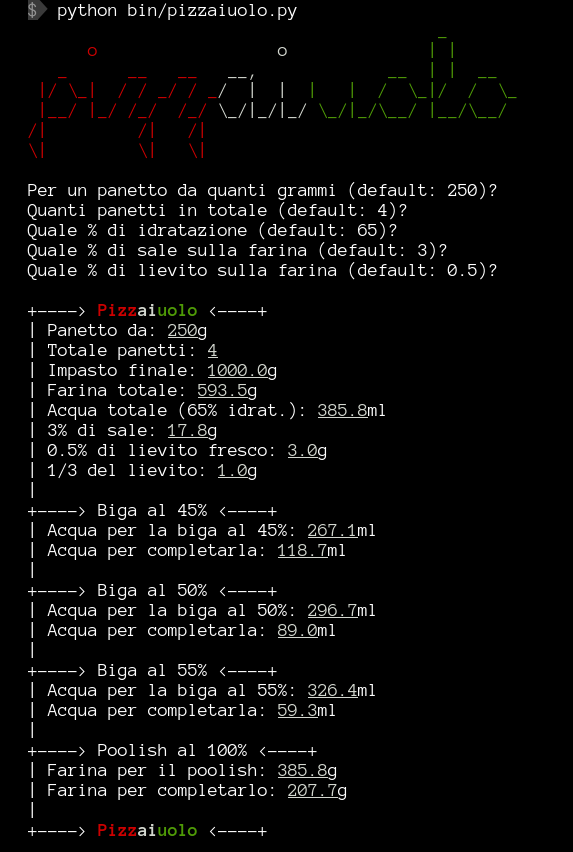 $ python bin/pizzaiuolo.py
pizzaiuolo
Per un panetto da quanti grammi (default: 250)?
Quanti panetti in totale (default: 4)?
Quale % di idratazione (default: 65)?
Quale % di sale sulla farina (default: 3)?
Quale % di lievito sulla farina (default: 0.5)?
+----> Pizzaiuolo <----+
| Panetto da: 250g
| Totale panetti: 4
| Impasto finale: 1000.0g
| Farina totale: 593.5g
| Acqua totale (65% idrat.): 385.8ml
| 3% di sale: 17.8g
| 0.5% di lievito fresco: 3.0g
| 1/3 del lievito: 1.0g
|
+----> Biga al 45% <----+
| Acqua per la biga al 45%: 267.1ml
| Acqua per completarla: 118.7ml
|
+----> Biga al 50% <----+
| Acqua per la biga al 50%: 296.7ml
| Acqua per completarla: 89.0ml
|
+----> Biga al 55% <----+
| Acqua per la biga al 55%: 326.4ml
| Acqua per completarla: 59.3ml
|
+----> Poolish al 100% <----+
| Farina per il poolish: 385.8g
| Farina per completarlo: 207.7g
|
+----> Pizzaiuolo <----+